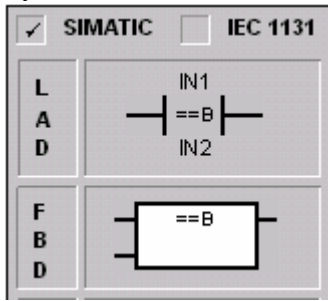 ✓ SIMATIC IEC 1131
L
A
D
IN1
==B
IN2
F
B
D
==B